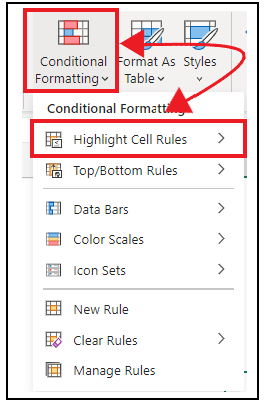 Conditional Format As Styles
Formatting Table
Conditional Formatting
Highlight Cell Rules
Top/Bottom Rules
Data Bars
Color Scales
Icon Sets
New Rule
Clear Rules
Manage Rules